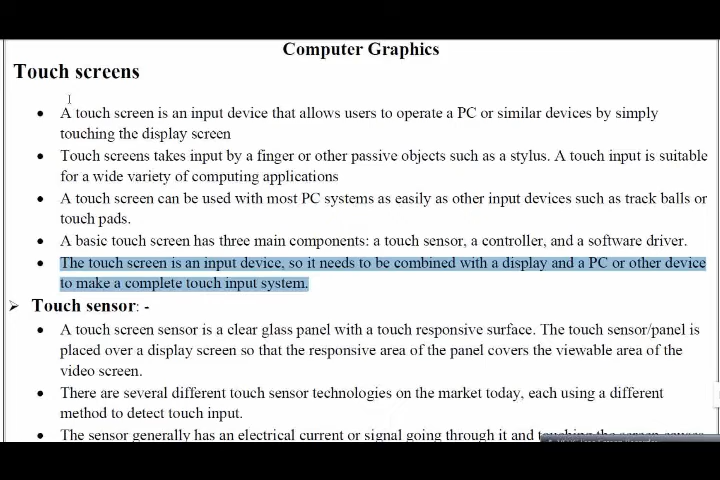 Computer Graphics
Touch screens
• A touch screen is an input device that allows users to operate a PC or similar devices by simply
touching the display screen
• Touch screens takes input by a finger or other passive objects such as a stylus. A touch input is suitable
for a wide variety of computing applications
• A touch screen can be used with most PC systems as easily as other input devices such as track balls or
touch pads.
• A basic touch screen has three main components: a touch sensor, a controller, and a software driver.
• The touch screen is an input device, so it needs to be combined with a display and a PC or other device
to make a complete touch input system.
➢ Touch sensor: -
• A touch screen sensor is a clear glass panel with a touch responsive surface. The touch sensor/panel is
placed over a display screen so that the responsive area of the panel covers the viewable area of the
video screen.
• There are several different touch sensor technologies on the market today, each using a different
method to detect touch input.
• The sensor generally has an electrical current or signal going through it and touching the screen causes